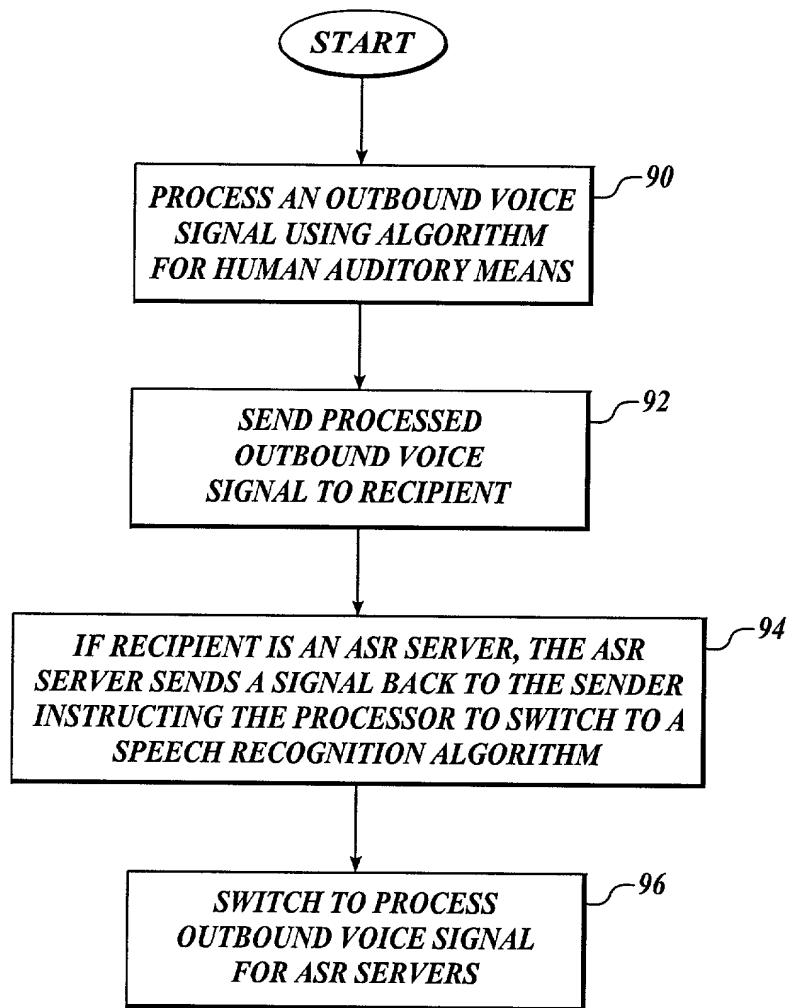 START
90
PROCESS AN OUTBOUND VOICE
SIGNAL USING ALGORITHM
FOR HUMAN AUDITORY MEANS
92
SEND PROCESSED
OUTBOUND VOICE
SIGNAL TO RECIPIENT
94
IF RECIPIENT IS AN ASR SERVER, THE ASR
SERVER SENDS A SIGNAL BACK TO THE SENDER
INSTRUCTING THE PROCESSOR TO SWITCH TO A
SPEECH RECOGNITION ALGORITHM
96
SWITCH TO PROCESS
OUTBOUND VOICE SIGNAL
FOR ASR SERVERS